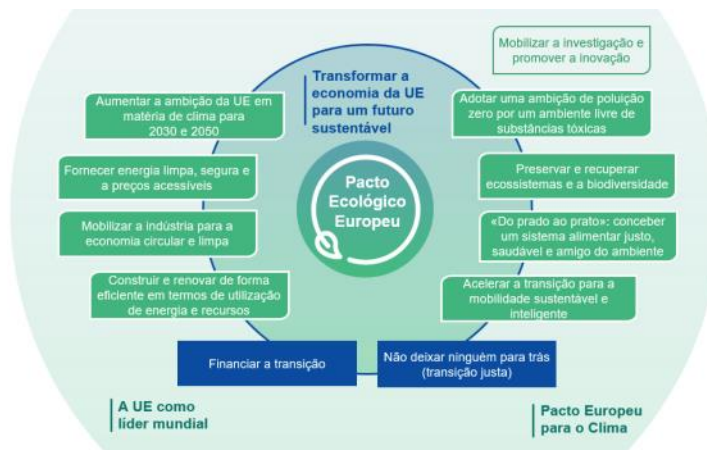 Mobilizar a investigação e
promover a inovação
Transformar a
economia da UE
para um futuro
sustentável
Aumentar a ambição da UE em
matéria de clima para
2030 e 2050
Adotar uma ambição de poluição
zero por um ambiente livre de
substâncias tóxicas
Fornecer energia limpa, segura e
a preços acessíveis
Preservar e recuperar
ecossistemas e a biodiversidade
Pacto
Ecológico
Europeu
Mobilizar a indústria para a
economia circular e limpa
«Do prado ao prato»: conceber
um sistema alimentar justo,
saudável e amigo do ambiente
Construir e renovar de forma
eficiente em termos de utilização
de energia e recursos
Acelerar a transição para a
mobilidade sustentável e
inteligente
Financiar a transição
Não deixar ninguém para trás
(transição justa)
A UE como
líder mundial
Pacto Europeu
para o Clima